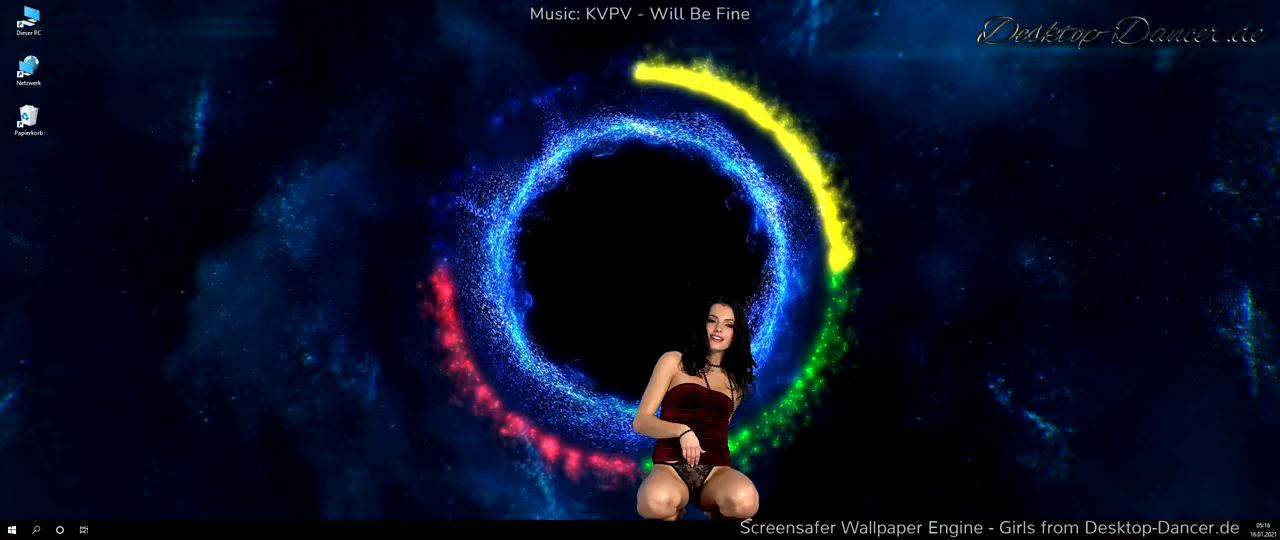 Music: KVPV - Will Be Fine
Desktop-Dancer.de
Dieser PC
Netzwerk
Papierkorb
Screensafer Wallpaper Engine - Girls from Desktop-Dancer.de
05:16
16.01.2021